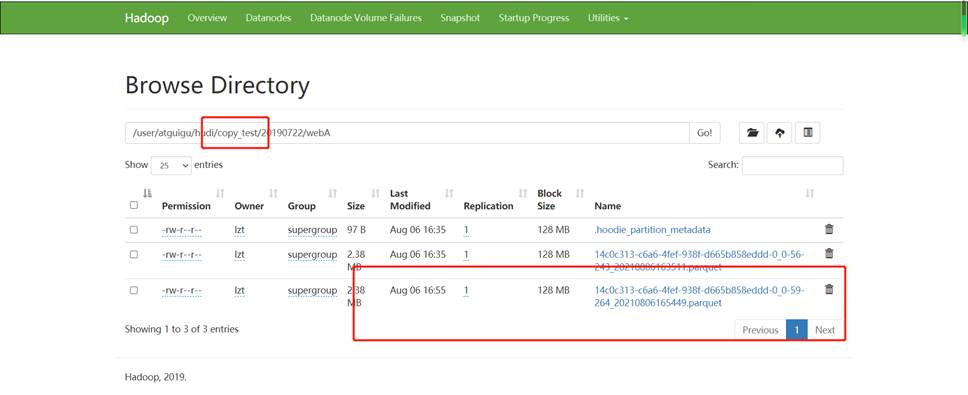 Hadoop Overview Datanodes Datanode Volume Failures Snapshot Startup Progress Utilities
Browse Directory
/user/atguigu/hudi/copy_test/20190722/webA Go!
Show 25 entries Search:
Permission Owner Group Size Last Modified Replication Block Size Name
-rw-r--r-- lzt supergroup 97 B Aug 06 16:35 1 128 MB .hoodie_partition_metadata
-rw-r--r-- lzt supergroup 2.38 MB Aug 06 16:35 1 128 MB 14c0c313-c6a6-4fef-938f-d665b858eddd-0_0-56-
243_20210806163511.parquet
-rw-r--r-- lzt supergroup 2.38 MB Aug 06 16:55 1 128 MB 14c0c313-c6a6-4fef-938f-d665b858eddd-0_0-59-
264_20210806165449.parquet
Showing 1 to 3 of 3 entries Previous 1 Next
Hadoop, 2019.